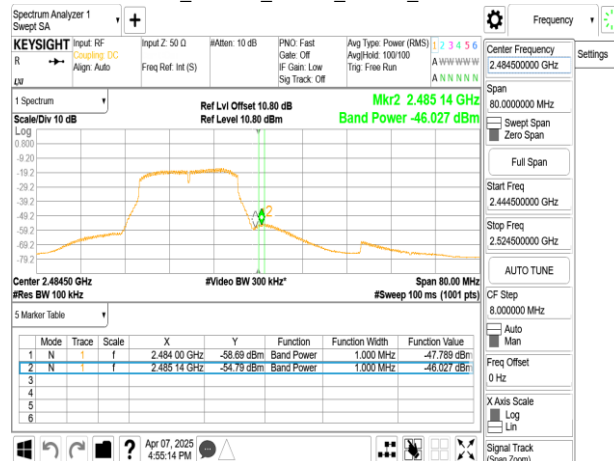 Spectrum Analyzer 1
Swept SA
+
Frequency
KEYSIGHT
R
Input: RF
Coupling: DC
Align: Auto
Input Z: 50 Ω
Freq Ref: Int (S)
#Atten: 10 dB
PNO: Fast
Gate: Off
IF Gain: Low
Sig Track: Off
Avg Type: Power (RMS)
Avg|Hold: 100/100
Trig: Free Run
1 2 3 4 5 6
A W W W W W
A N N N N N
Center Frequency
2.484500000 GHz
Settings
Span
80.0000000 MHz
Swept Span
Zero Span
Full Span
Start Freq
2.444500000 GHz
Stop Freq
2.524500000 GHz
AUTO TUNE
CF Step
8.000000 MHz
Auto
Man
Freq Offset
0 Hz
X Axis Scale
Log
Lin
Signal Track
(Span Zoom)
1 Spectrum
Scale/Div 10 dB
Log
Ref Lvl Offset 10.80 dB
Ref Level 10.80 dBm
Mkr2 2.485 14 GHz
Band Power -46.027 dBm
0.800
-9.20
-19.2
-29.2
-39.2
-49.2
-59.2
-69.2
-79.2
2
Center 2.48450 GHz
#Res BW 100 kHz
#Video BW 300 kHz*
Span 80.00 MHz
#Sweep 100 ms (1001 pts)
5 Marker Table
Mode Trace Scale X Y Function Function Width Function Value
1 N 1 f 2.484 00 GHz -58.69 dBm Band Power 1.000 MHz -47.789 dBm
2 N 1 f 2.485 14 GHz -54.79 dBm Band Power 1.000 MHz -46.027 dBm
3
4
5
6
?
Apr 07, 2025
4:55:14 PM